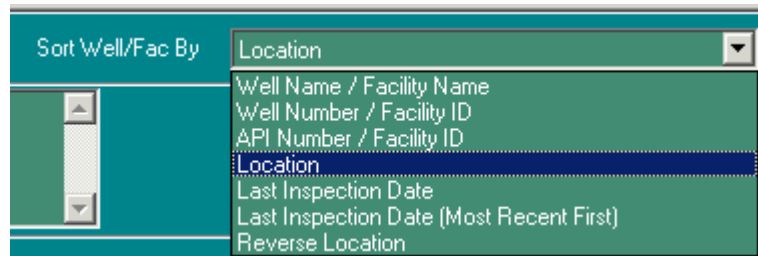 Sort Well/Fac By Location
Well Name / Facility Name
Well Number / Facility ID
API Number / Facility ID
Location
Last Inspection Date
Last Inspection Date (Most Recent First)
Reverse Location